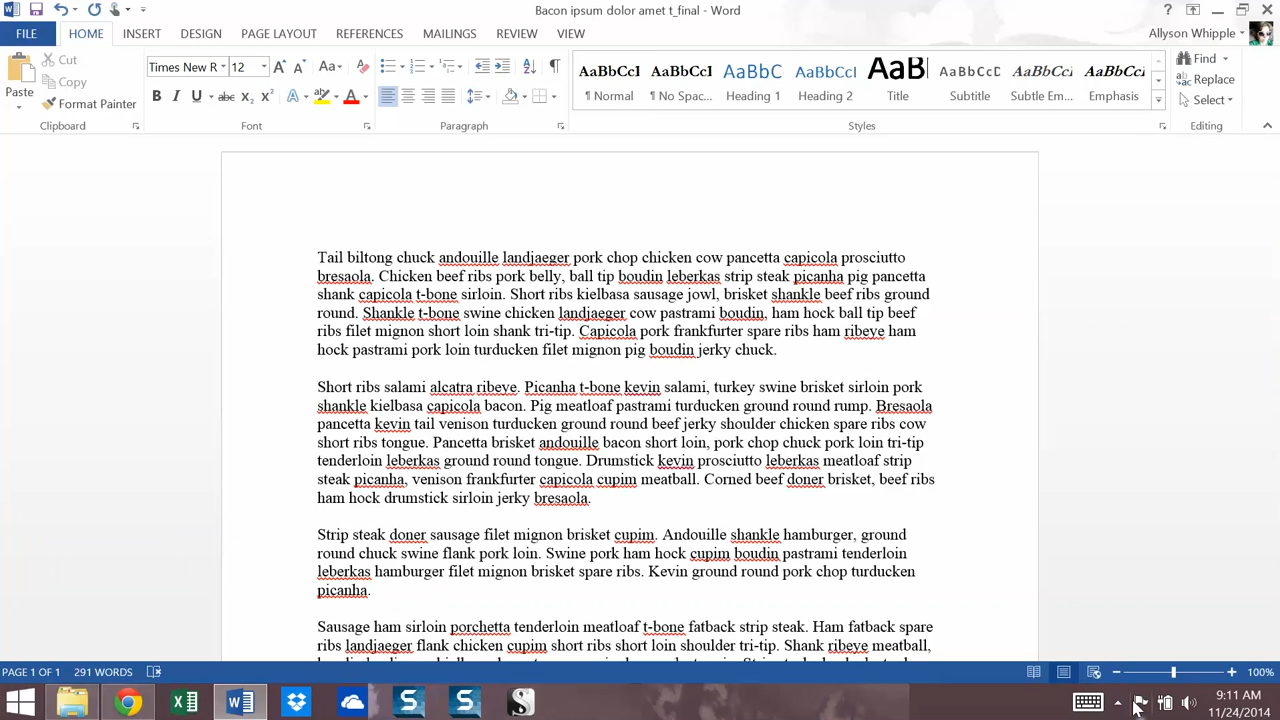 Bacon ipsum dolor amet t_final - Word
FILE HOME INSERT DESIGN PAGE LAYOUT REFERENCES MAILINGS REVIEW VIEW Allyson Whipple
Paste Cut Copy Format Painter
Clipboard
Times New R 12
Font
Paragraph
AaBbCcI AaBbCcI AaBbC AaBbCcI AaB AaBbCcD AaBbCcI AaBbCcI
¶ Normal ¶ No Spac... Heading 1 Heading 2 Title Subtitle Subtle Em... Emphasis
Styles
Find
Replace
Select
Editing
Tail biltong chuck andouille landjaeger pork chop chicken cow pancetta capicola prosciutto
bresaola. Chicken beef ribs pork belly, ball tip boudin leberkas strip steak picanha pig pancetta
shank capicola t-bone sirloin. Short ribs kielbasa sausage jowl, brisket shankle beef ribs ground
round. Shankle t-bone swine chicken landjaeger cow pastrami boudin, ham hock ball tip beef
ribs filet mignon short loin shank tri-tip. Capicola pork frankfurter spare ribs ham ribeye ham
hock pastrami pork loin turducken filet mignon pig boudin jerky chuck.
Short ribs salami alcatra ribeye. Picanha t-bone kevin salami, turkey swine brisket sirloin pork
shankle kielbasa capicola bacon. Pig meatloaf pastrami turducken ground round rump. Bresaola
pancetta kevin tail venison turducken ground round beef jerky shoulder chicken spare ribs cow
short ribs tongue. Pancetta brisket andouille bacon short loin, pork chop chuck pork loin tri-tip
tenderloin leberkas ground round tongue. Drumstick kevin prosciutto leberkas meatloaf strip
steak picanha, venison frankfurter capicola cupim meatball. Corned beef doner brisket, beef ribs
ham hock drumstick sirloin jerky bresaola.
Strip steak doner sausage filet mignon brisket cupim. Andouille shankle hamburger, ground
round chuck swine flank pork loin. Swine pork ham hock cupim boudin pastrami tenderloin
leberkas hamburger filet mignon brisket spare ribs. Kevin ground round pork chop turducken
picanha.
Sausage ham sirloin porchetta tenderloin meatloaf t-bone fatback strip steak. Ham fatback spare
ribs landjaeger flank chicken cupim short ribs short loin shoulder tri-tip. Shank ribeye meatball,
PAGE 1 OF 1 291 WORDS 100%
9:11 AM
11/24/2014